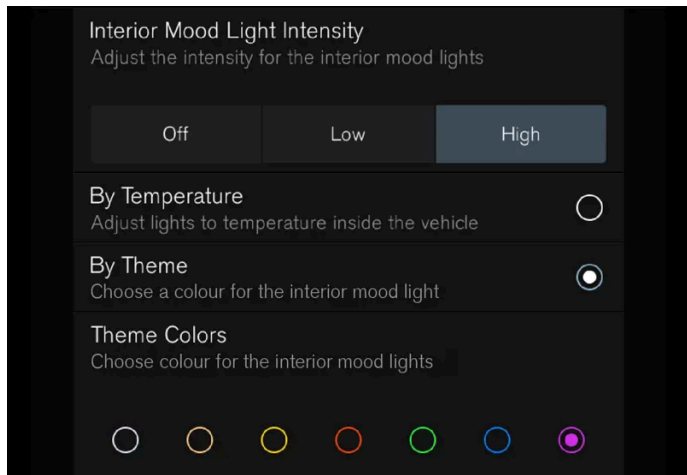 Interior Mood Light Intensity
Adjust the intensity for the interior mood lights
Off Low High
By Temperature
Adjust lights to temperature inside the vehicle
By Theme
Choose a colour for the interior mood light
Theme Colors
Choose colour for the interior mood lights